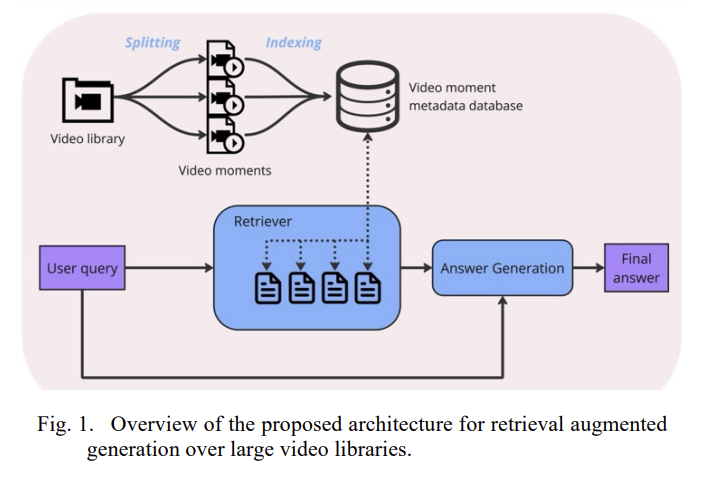 Splitting
Indexing
Video library
Video moments
Video moment
metadata database
Retriever
User query
Answer Generation
Final
answer
Fig. 1. Overview of the proposed architecture for retrieval augmented
generation over large video libraries.